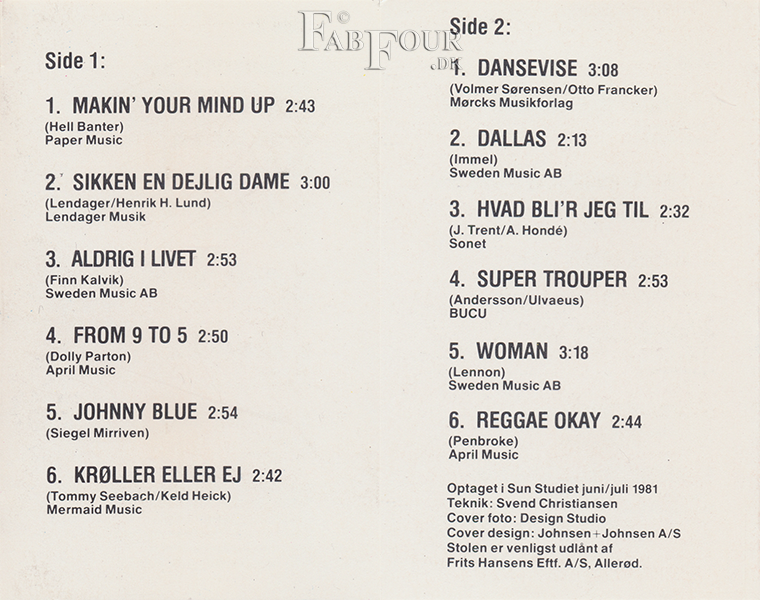 ©
FAB FOUR
.DK
Side 1:
1. MAKIN' YOUR MIND UP 2:43
(Hell Banter)
Paper Music
2. SIKKEN EN DEJLIG DAME 3:00
(Lendager/Henrik H. Lund)
Lendager Musik
3. ALDRIG I LIVET 2:53
(Finn Kalvik)
Sweden Music AB
4. FROM 9 TO 5 2:50
(Dolly Parton)
April Music
5. JOHNNY BLUE 2:54
(Siegel Mirriven)
6. KRØLLER ELLER EJ 2:42
(Tommy Seebach/Keld Heick)
Mermaid Music
Side 2:
1. DANSEVISE 3:08
(Volmer Sørensen/Otto Francker)
Mørcks Musikforlag
2. DALLAS 2:13
(Immel)
Sweden Music AB
3. HVAD BLI'R JEG TIL 2:32
(J. Trent/A. Hondé)
Sonet
4. SUPER TROUPER 2:53
(Andersson/Ulvaeus)
BUCU
5. WOMAN 3:18
(Lennon)
Sweden Music AB
6. REGGAE OKAY 2:44
(Penbroke)
April Music
Optaget i Sun Studiet juni/juli 1981
Teknik: Svend Christiansen
Cover foto: Design Studio
Cover design: Johnsen+Johnsen A/S
Stolen er venligst udlånt af
Frits Hansens Eftf. A/S, Allerød.